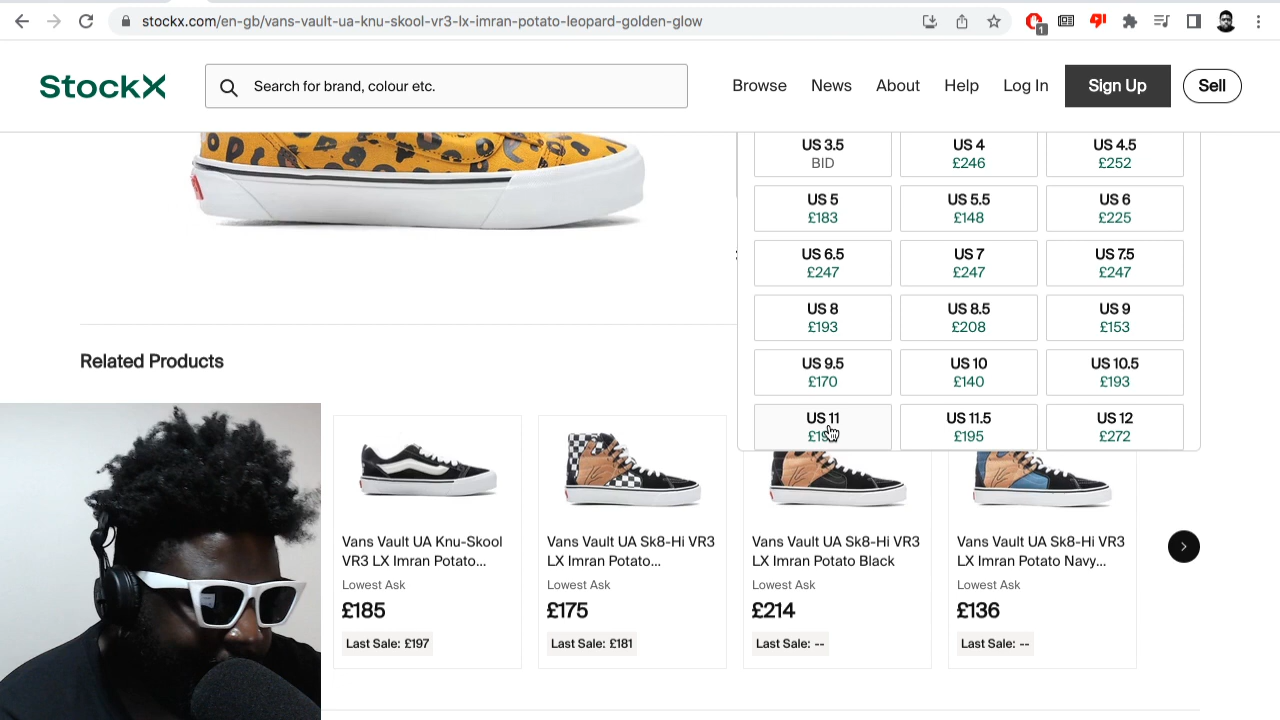 stockx.com/en-gb/vans-vault-ua-knu-skool-vr3-lx-imran-potato-leopard-golden-glow
1
StockX
Search for brand, colour etc.
Browse
News
About
Help
Log In
Sign Up
Sell
US 3.5
BID
US 4
£246
US 4.5
£252
US 5
£183
US 5.5
£148
US 6
£225
US 6.5
£247
US 7
£247
US 7.5
£247
US 8
£193
US 8.5
£208
US 9
£153
US 9.5
£170
US 10
£140
US 10.5
£193
US 11
US 11.5
£195
US 12
£272
Related Products
Vans Vault UA Knu-Skool
VR3 LX Imran Potato...
Lowest Ask
£185
Last Sale: £197
Vans Vault UA Sk8-Hi VR3
LX Imran Potato...
Lowest Ask
£175
Last Sale: £181
Vans Vault UA Sk8-Hi VR3
LX Imran Potato Black
Lowest Ask
£214
Last Sale: --
Vans Vault UA Sk8-Hi VR3
LX Imran Potato Navy...
Lowest Ask
£136
Last Sale: --